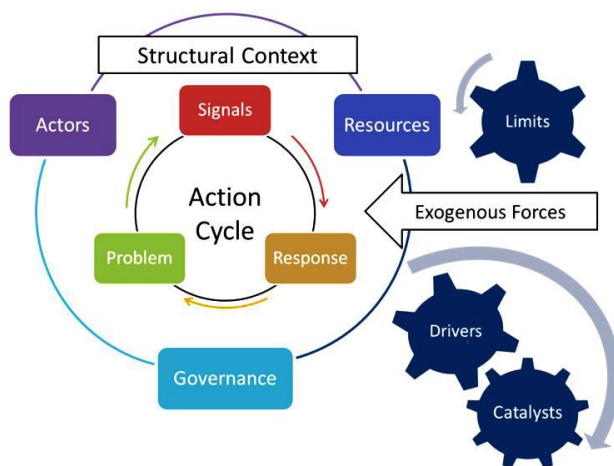 Structural Context
Actors
Signals
Resources
Limits
Action
Cycle
Exogenous Forces
Problem
Response
Drivers
Governance
Catalysts